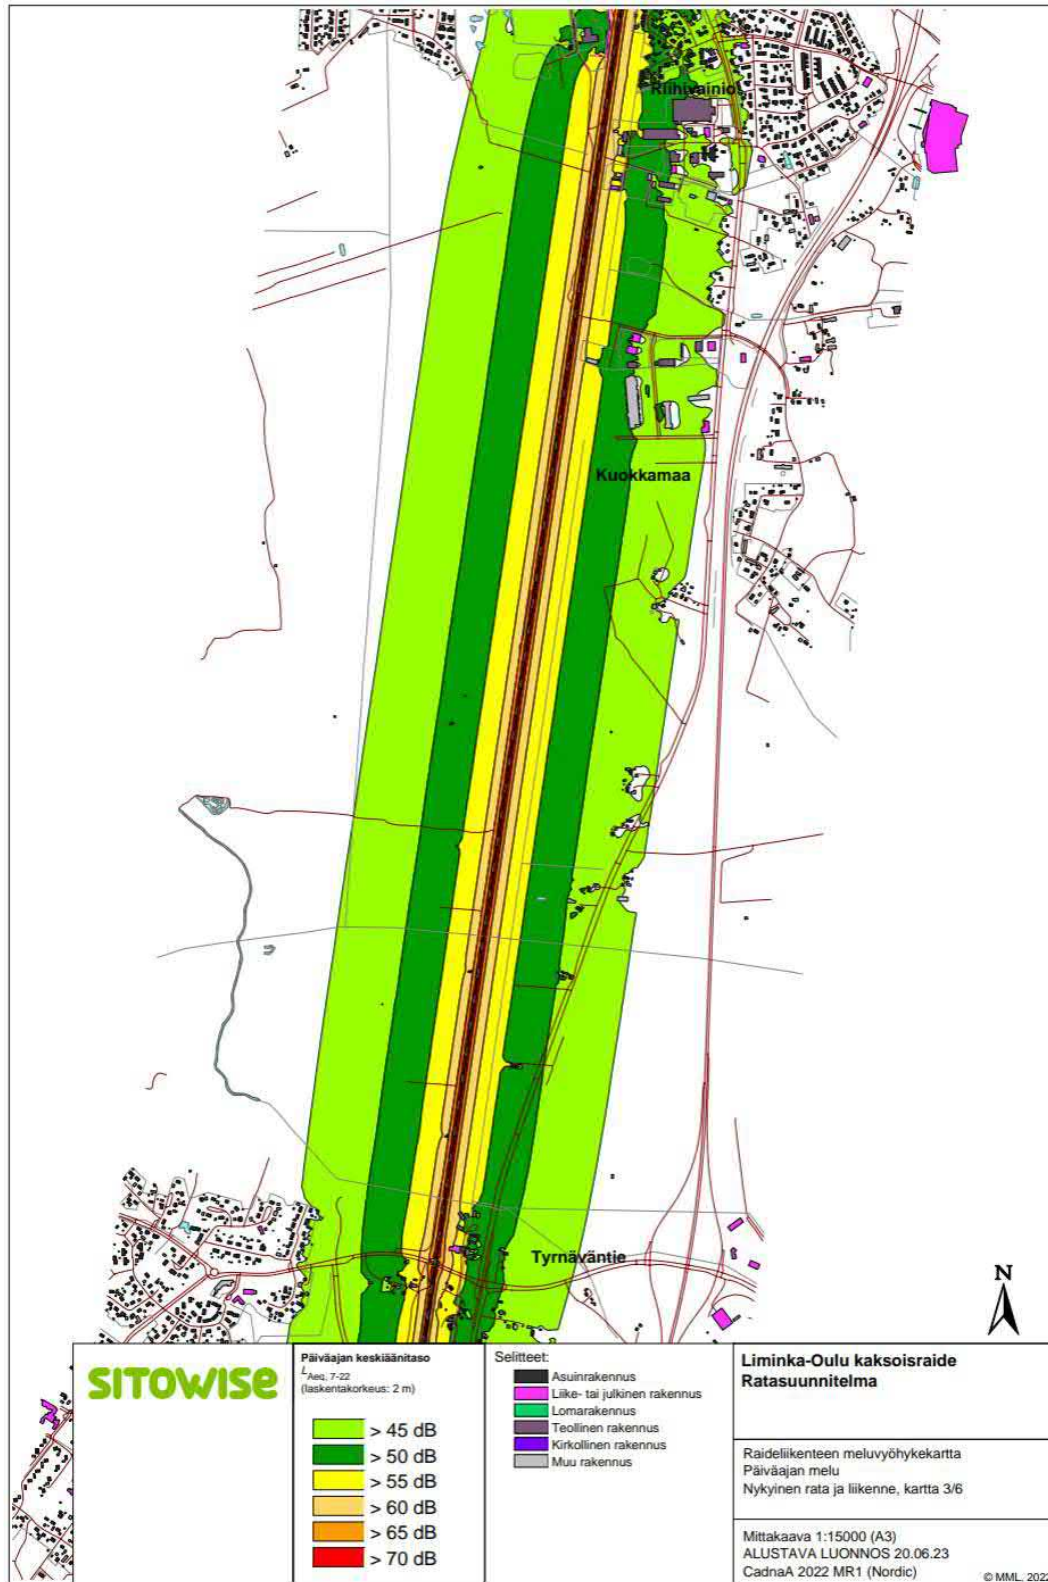 Riihivainio
Kuokkamaa
Tyrnäväntie
N
SITOWISE
Päiväajan keskiäänitaso
LAeq, 7-22
(laskentakorkeus: 2 m)
> 45 dB
> 50 dB
> 55 dB
> 60 dB
> 65 dB
> 70 dB
Selitteet:
Asuinrakennus
Liike- tai julkinen rakennus
Lomarakennus
Teollinen rakennus
Kirkollinen rakennus
Muu rakennus
Liminka-Oulu kaksoisraide
Ratasuunnitelma
Raideliikenteen meluvyöhykekartta
Päiväajan melu
Nykyinen rata ja liikenne, kartta 3/6
Mittakaava 1:15000 (A3)
ALUSTAVA LUONNOS 20.06.23
CadnaA 2022 MR1 (Nordic)
© MML, 2022